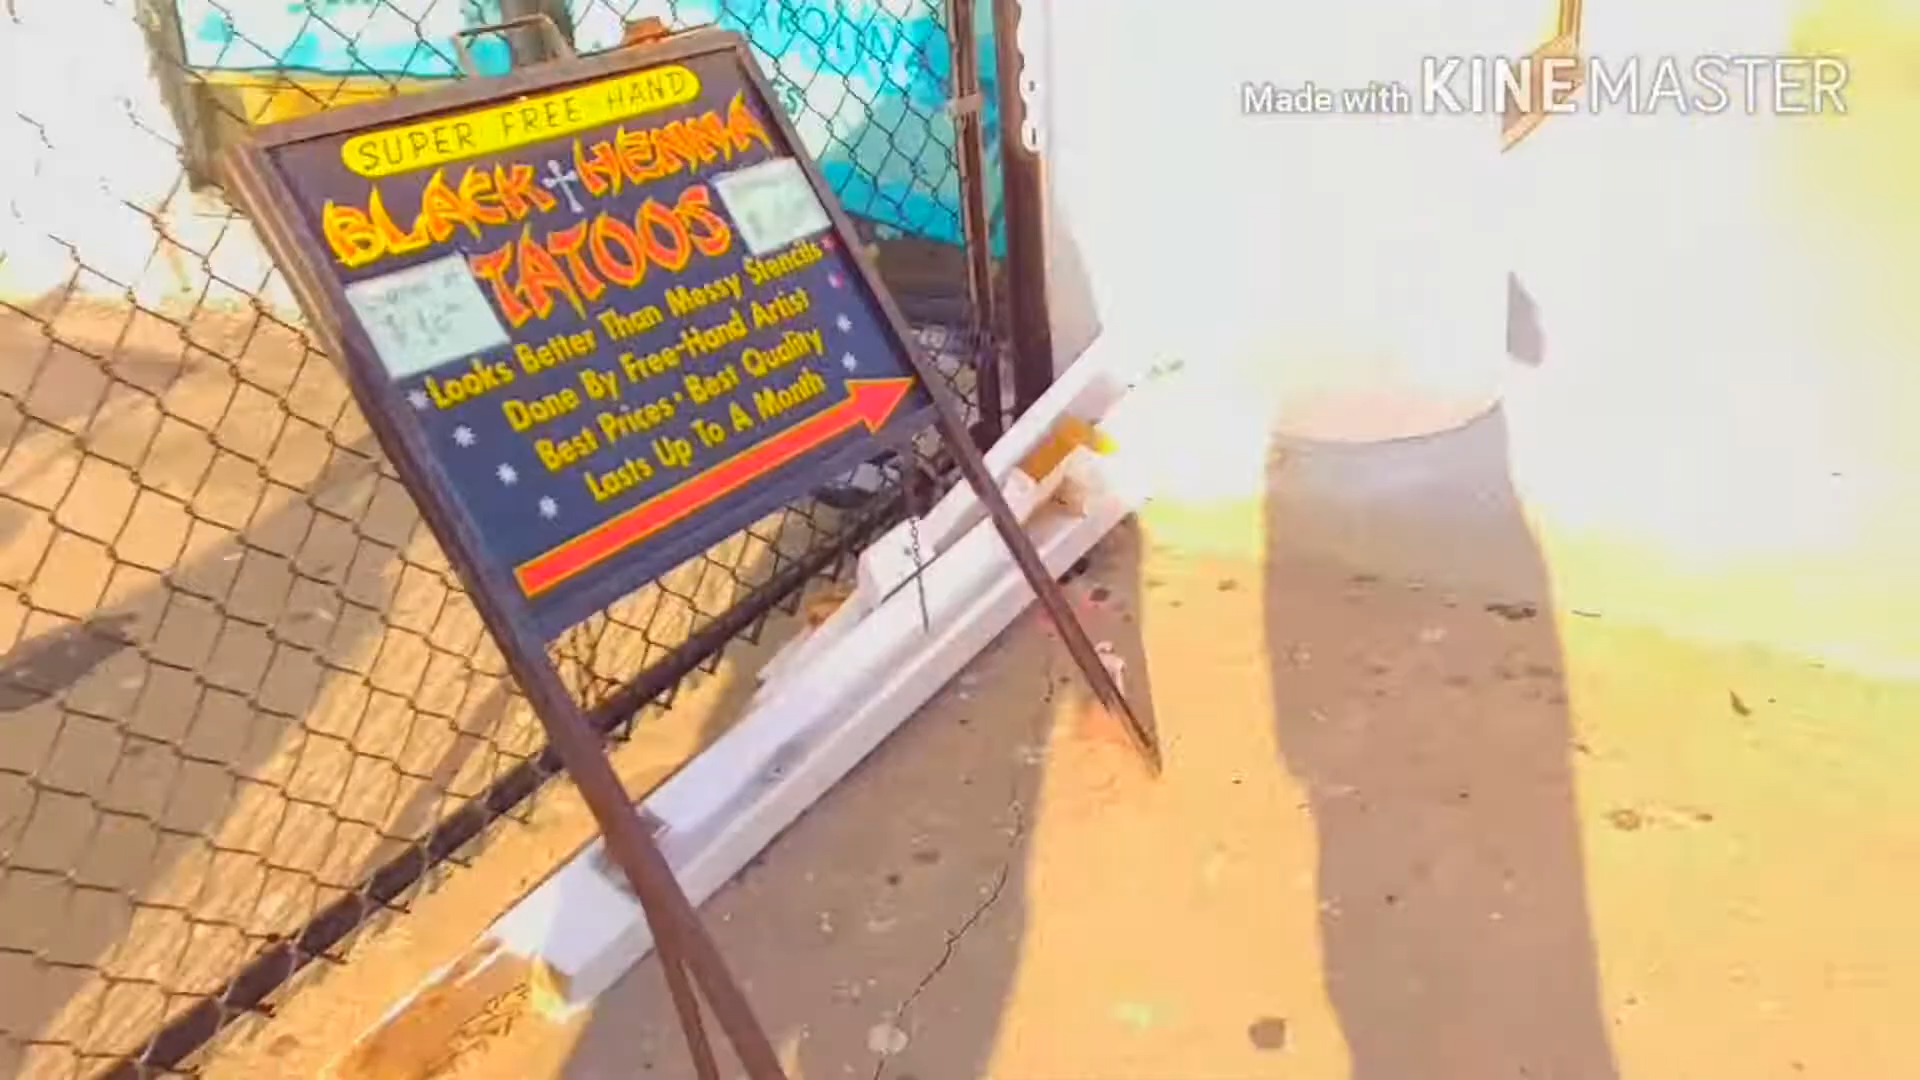 Made with KINEMASTER
SUPER FREE HAND
BLACK HENNA
TATOOS
Looks Better Than Messy Stencils
Done By Free-Hand Artist
Best Prices • Best Quality
Lasts Up To A Month